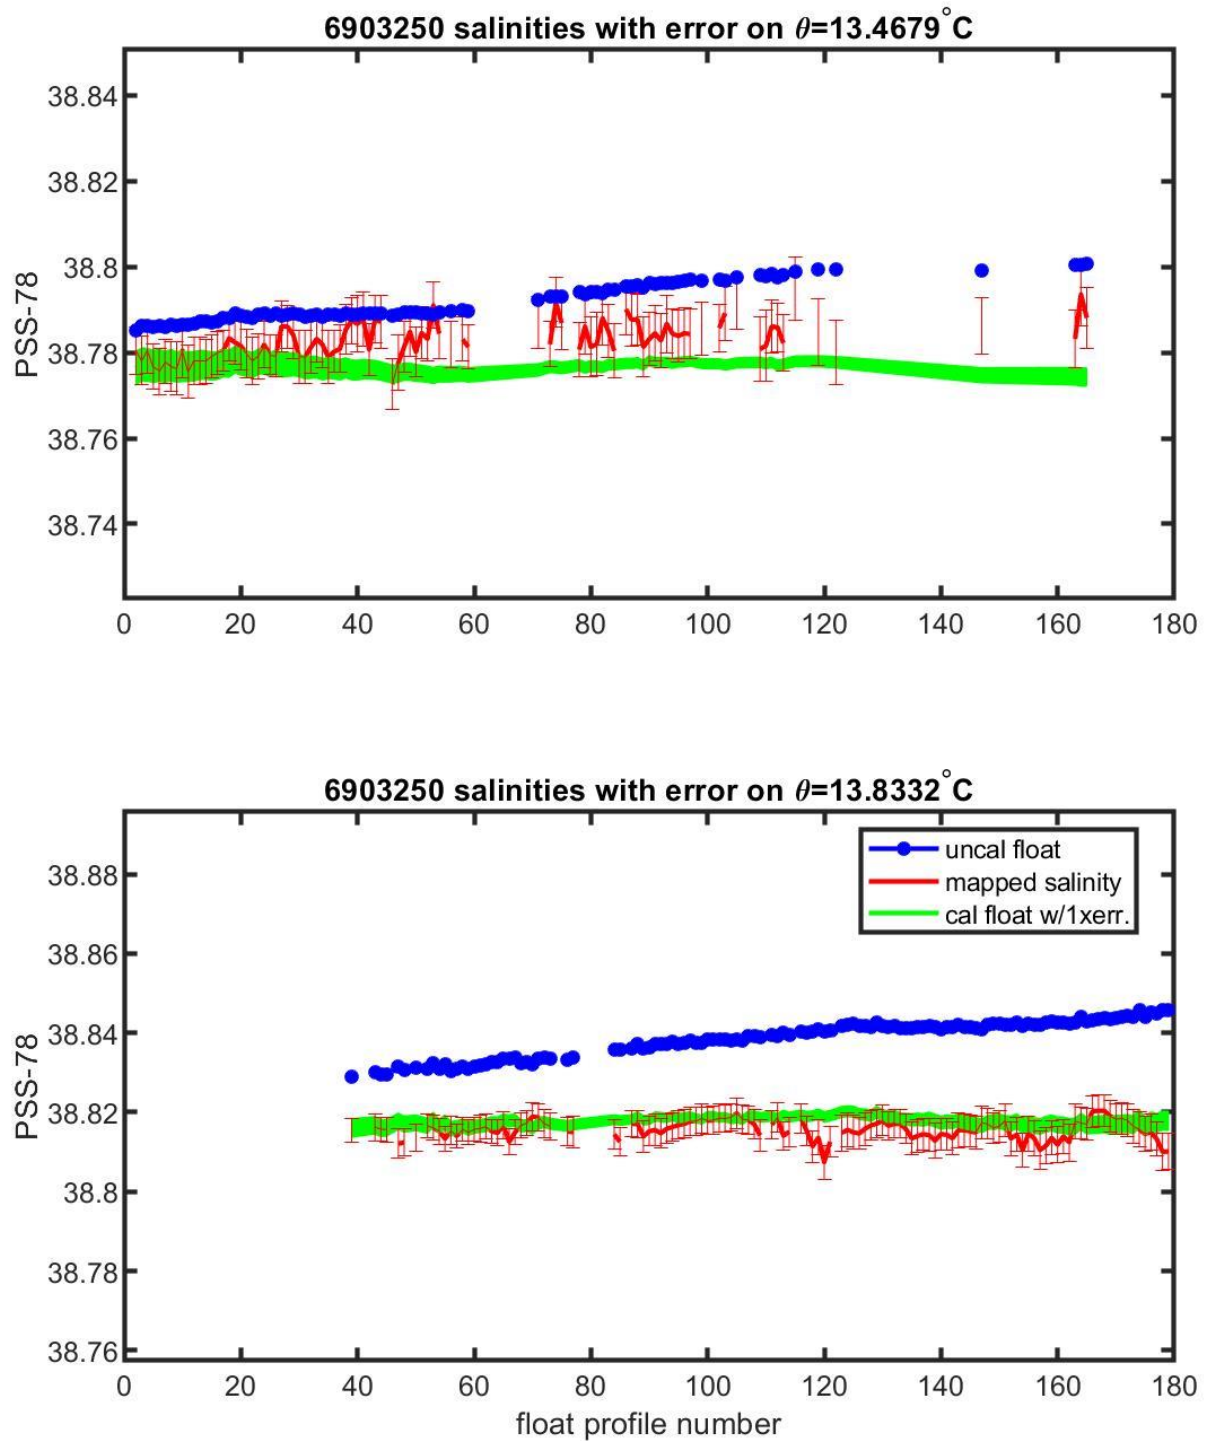 6903250 salinities with error on θ=13.4679°C
PSS-78
38.84
38.82
38.8
38.78
38.76
38.74
0 20 40 60 80 100 120 140 160 180
6903250 salinities with error on θ=13.8332°C
PSS-78
38.88
38.86
38.84
38.82
38.8
38.78
38.76
uncal float
mapped salinity
cal float w/1xerr.
0 20 40 60 80 100 120 140 160 180
float profile number